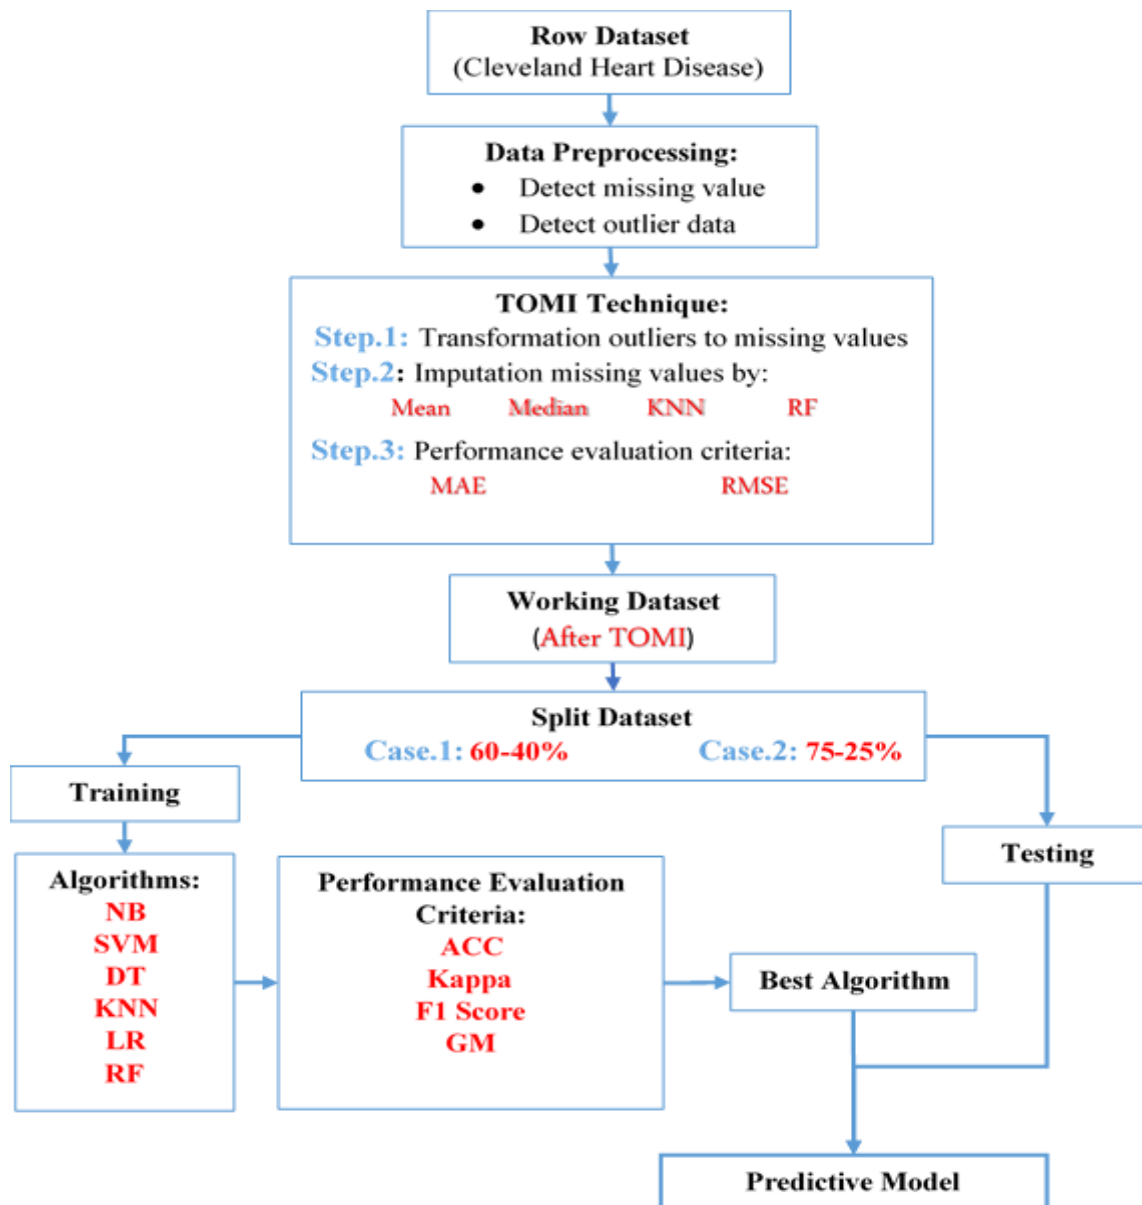 Row Dataset
(Cleveland Heart Disease)
Data Preprocessing:
• Detect missing value
• Detect outlier data
TOMI Technique:
Step.1: Transformation outliers to missing values
Step.2: Imputation missing values by:
Mean Median KNN RF
Step.3: Performance evaluation criteria:
MAE RMSE
Working Dataset
(After TOMI)
Split Dataset
Case.1: 60-40% Case.2: 75-25%
Training
Testing
Algorithms:
NB
SVM
DT
KNN
LR
RF
Performance Evaluation
Criteria:
ACC
Kappa
F1 Score
GM
Best Algorithm
Predictive Model